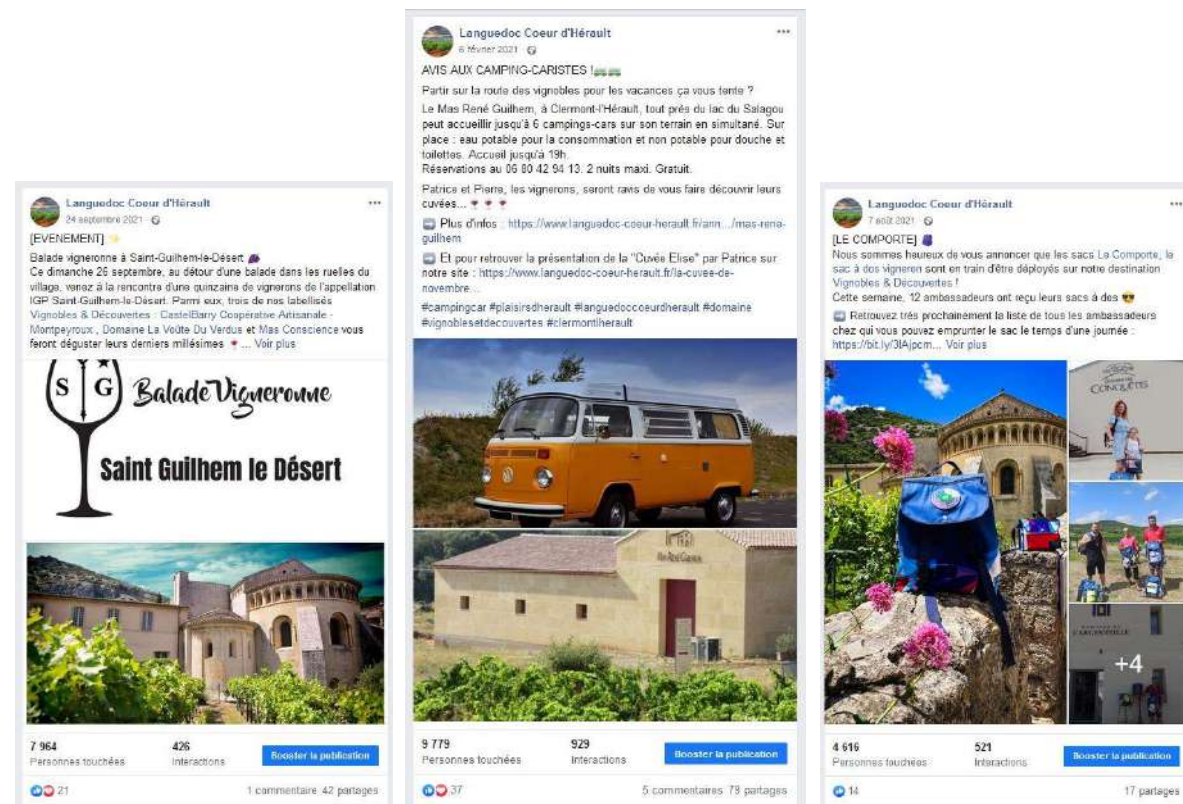 Languedoc Coeur d'Hérault
24 septembre 2021
[EVENEMENT]
Balade vigneronne à Saint-Guilhem-le-Désert
Ce dimanche 26 septembre, au détour d'une balade dans les ruelles du
village, venez à la rencontre d'une quinzaine de vignerons de l'appellation
IGP Saint-Guilhem-le-Désert. Parmi eux, trois de nos labellisés
Vignobles & Découvertes : CastelBarry Coopérative Artisanale -
Montpeyroux , Domaine La Voûte Du Verdus et Mas Conscience vous
feront déguster leurs derniers millésimes ... Voir plus
S G Balade Vigneronne
Saint Guilhem le Désert
7 964
Personnes touchées
426
Interactions
Booster la publication
21
1 commentaire 42 partages
Languedoc Coeur d'Hérault
6 février 2021
AVIS AUX CAMPING-CARISTES !
Partir sur la route des vignobles pour les vacances ça vous tente ?
Le Mas René Guilhem, à Clermont-l'Hérault, tout près du lac du Salagou
peut accueillir jusqu'à 6 campings-cars sur son terrain en simultané. Sur
place : eau potable pour la consommation et non potable pour douche et
toilettes. Accueil jusqu'à 19h.
Réservations au 06 80 42 94 13. 2 nuits maxi. Gratuit.
Patrice et Pierre, les vignerons, seront ravis de vous faire découvrir leurs
cuvées...
Plus d'infos : https://www.languedoc-coeur-herault.fr/ann.../mas-rene-
guilhem
Et pour retrouver la présentation de la "Cuvée Elise" par Patrice sur
notre site : https://www.languedoc-coeur-herault.fr/la-cuvee-de-
novembre...
#campingcar #plaisirsdherault #languedoccoeurdherault #domaine
#vignoblesetdecouvertes #clermontlherault
9 779
Personnes touchées
929
Interactions
Booster la publication
37
5 commentaires 79 partages
Languedoc Coeur d'Hérault
7 août 2021
[LE COMPORTE]
Nous sommes heureux de vous annoncer que les sacs Le Comporte, le
sac à dos vigneron sont en train d'être déployés sur notre destination
Vignobles & Découvertes !
Cette semaine, 12 ambassadeurs ont reçu leurs sacs à dos
Retrouvez très prochainement la liste de tous les ambassadeurs
chez qui vous pouvez emprunter le sac le temps d'une journée :
https://bit.ly/3lAjpcm... Voir plus
CONQUÊTES
+4
4 616
Personnes touchées
521
Interactions
Booster la publication
14
17 partages